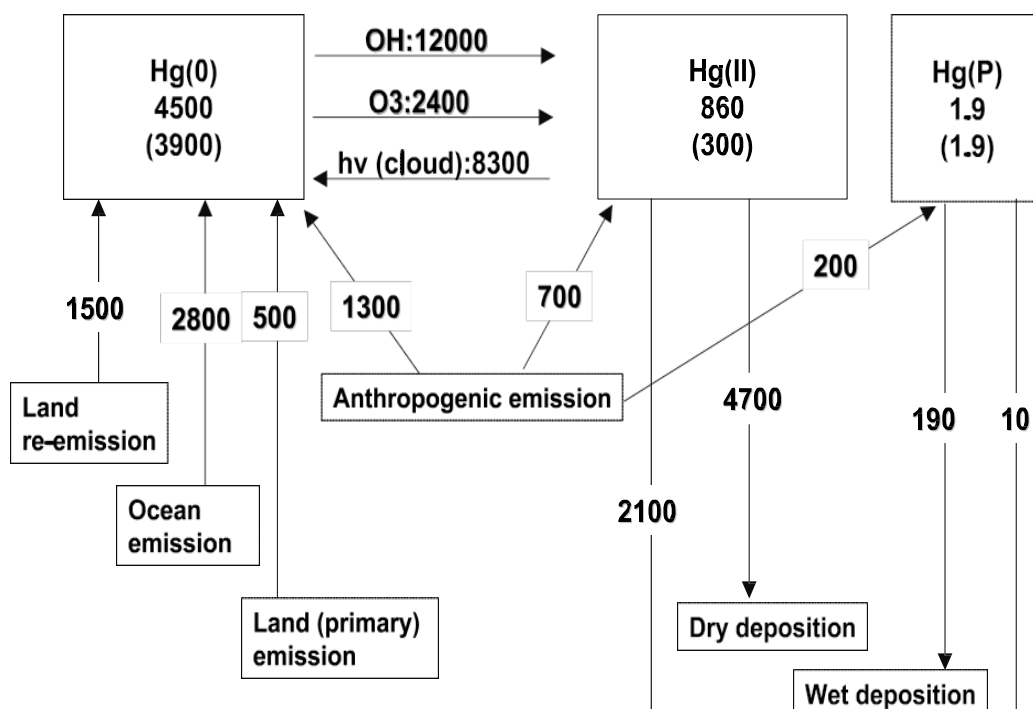 OH:12000
Hg(0)
4500
(3900)
O3:2400
hv (cloud):8300
Hg(II)
860
(300)
Hg(P)
1.9
(1.9)
1500
2800
500
1300
700
200
Land
re-emission
Anthropogenic emission
4700
190
10
Ocean
emission
2100
Land (primary)
emission
Dry deposition
Wet deposition